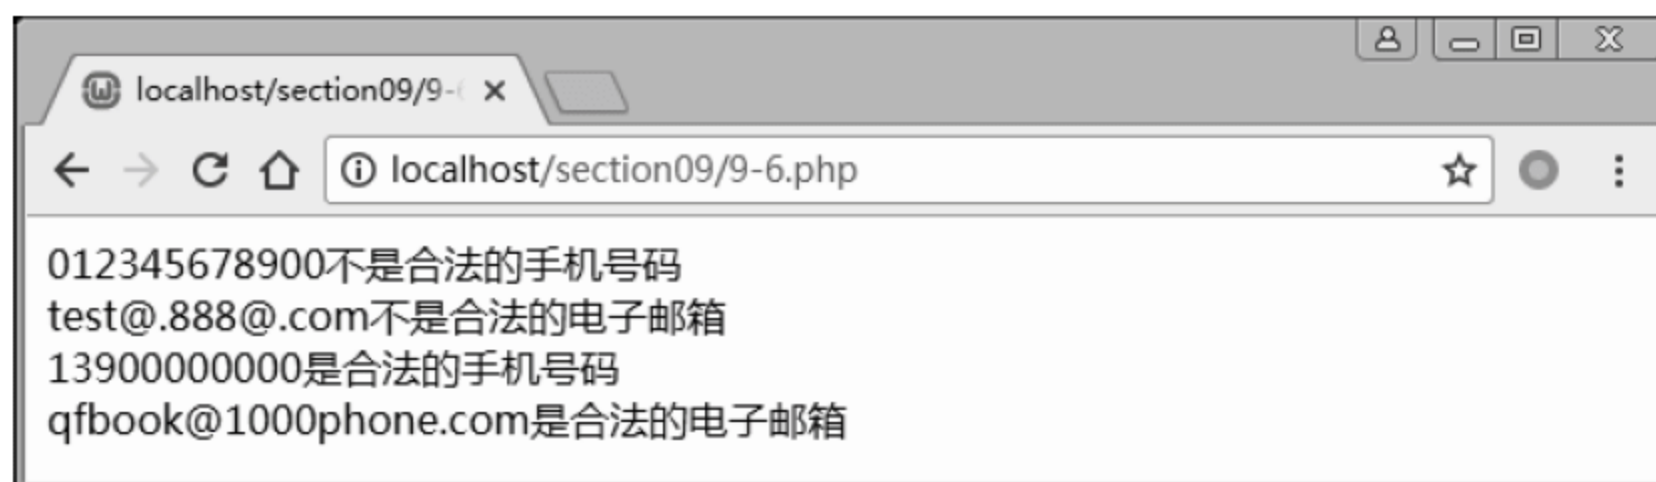 localhost/section09/9-6
localhost/section09/9-6.php
012345678900不是合法的手机号码
test@.888@.com不是合法的电子邮箱
13900000000是合法的手机号码
qfbook@1000phone.com是合法的电子邮箱